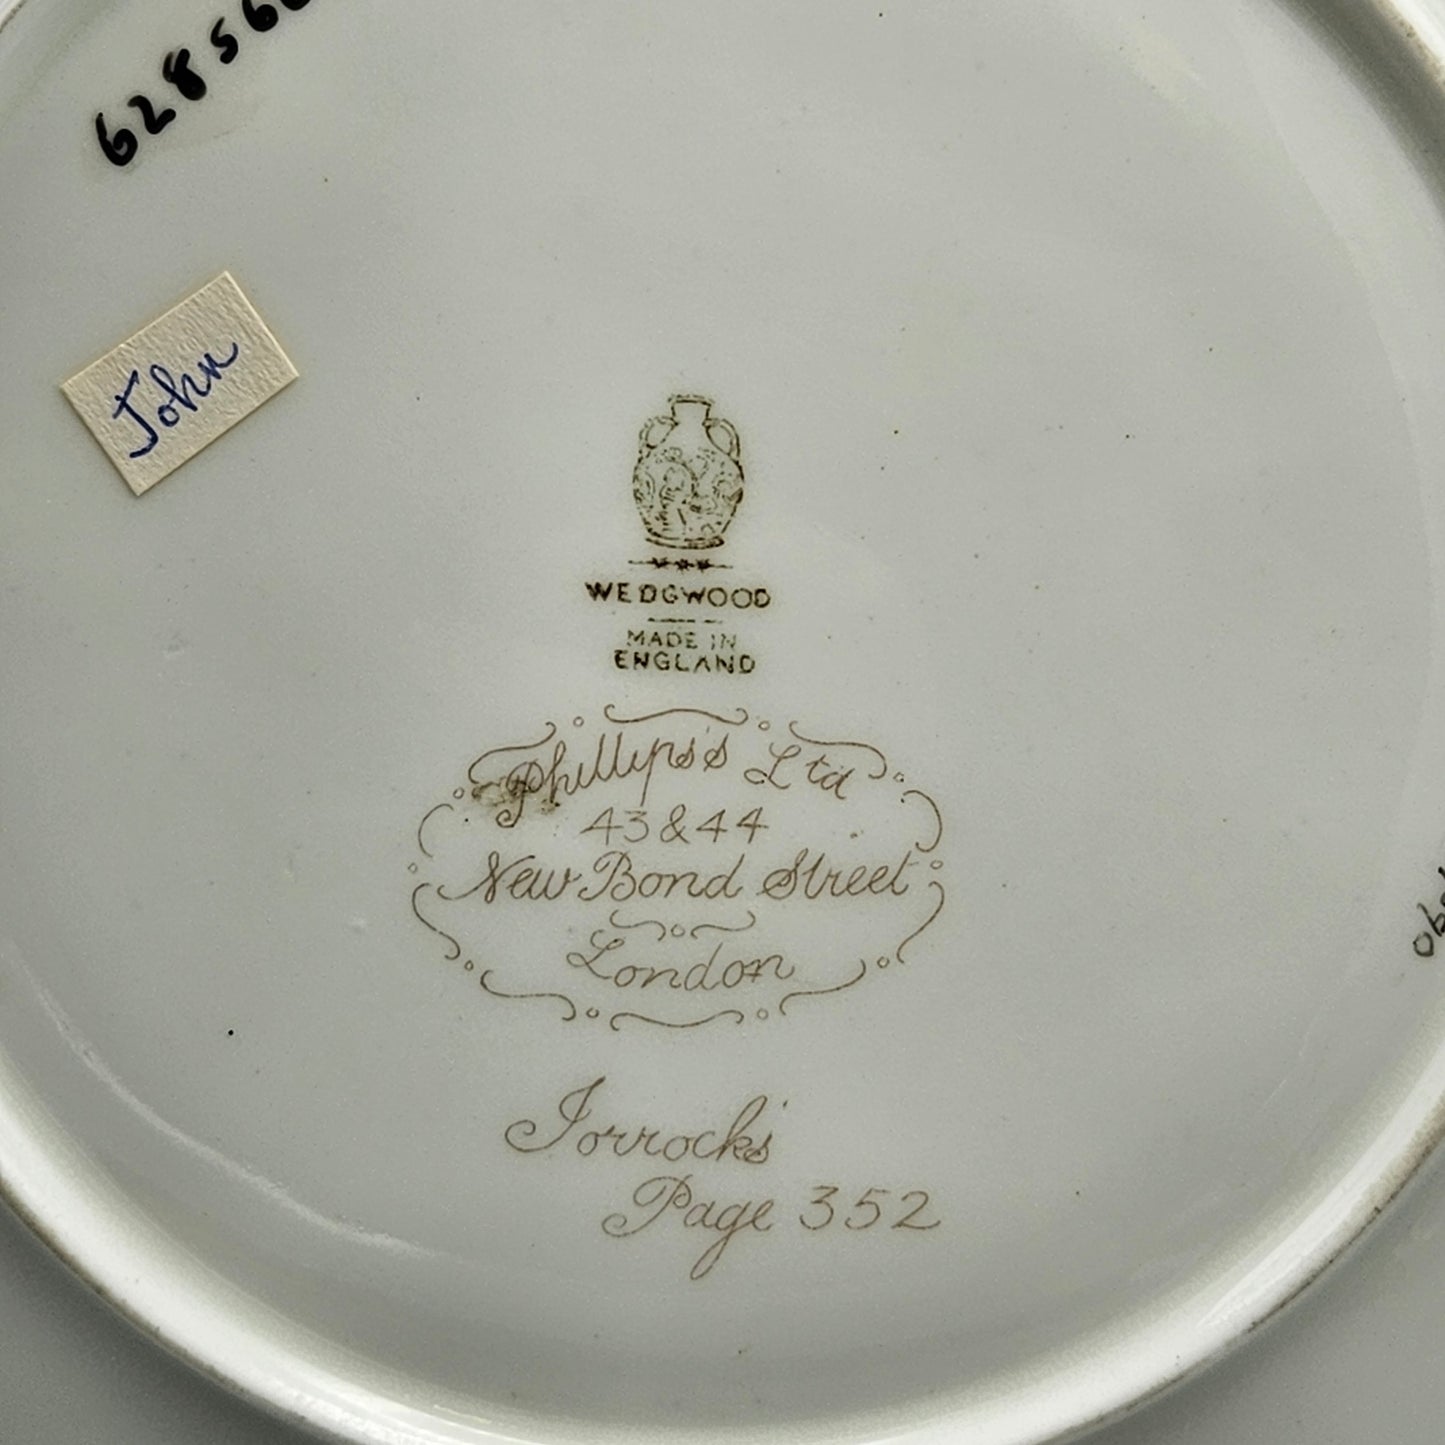 John
WEDGWOOD
MADE IN
ENGLAND
Phillips's Ltd
43 & 44
New Bond Street
London
Jorrocks'
Page 352